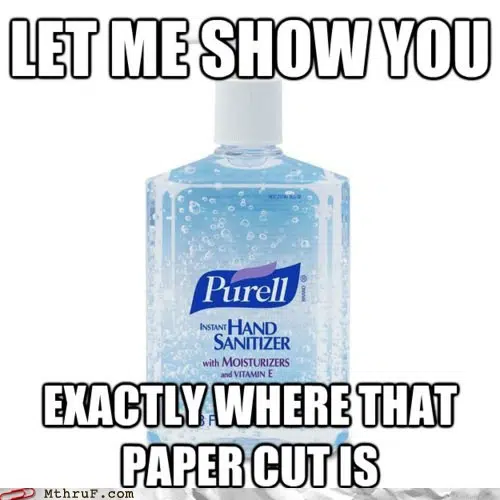 LET ME SHOW YOU
Purell
INSTANT HAND
SANITIZER
with MOISTURIZERS
and VITAMIN E
EXACTLY WHERE THAT
PAPER CUT IS
MThruF.com